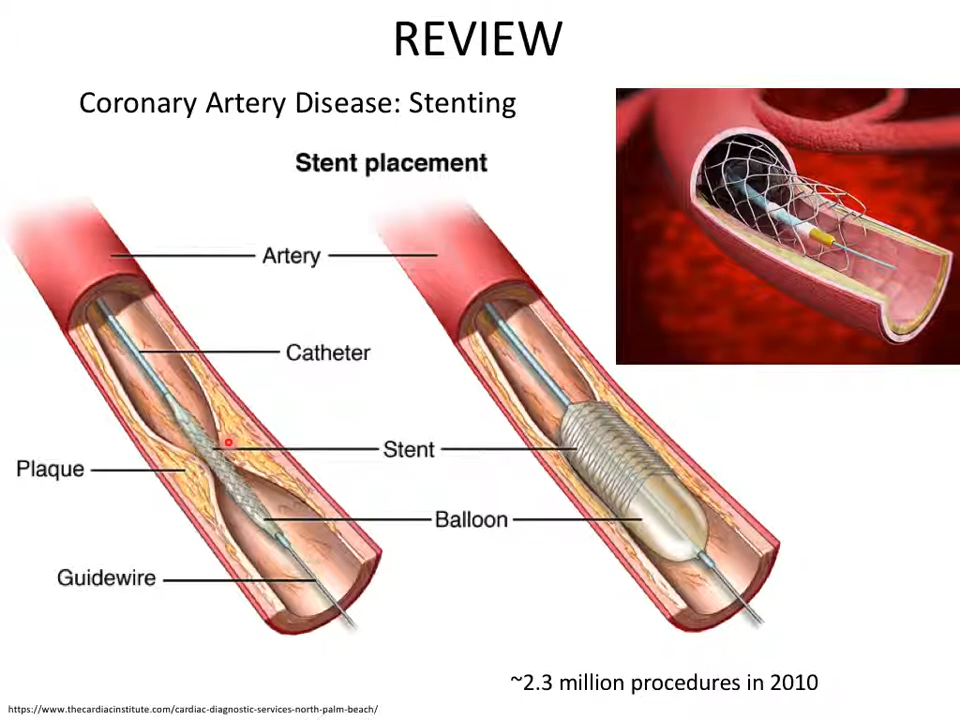 REVIEW
Coronary Artery Disease: Stenting
Stent placement
Artery
Catheter
Stent
Plaque
Balloon
Guidewire
~2.3 million procedures in 2010
https://www.thecardiacinstitute.com/cardiac-diagnostic-services-north-palm-beach/